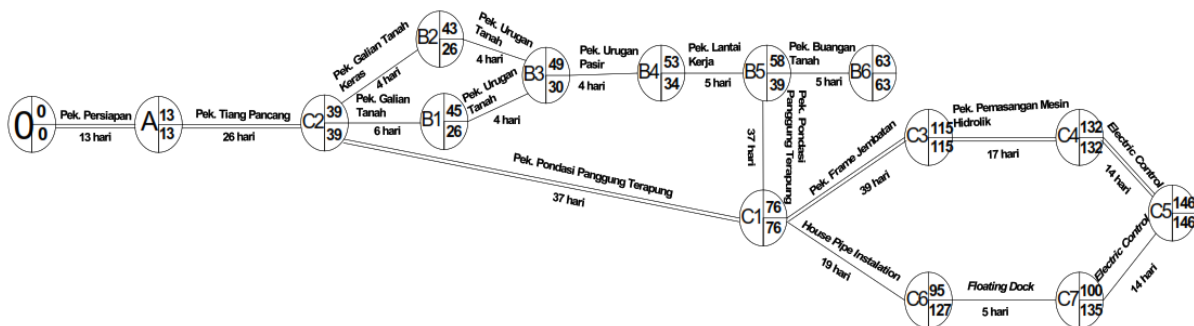 0
0
0
Pek. Persiapan
13 hari
A
13
13
Pek. Tiang Pancang
26 hari
C2
39
39
Pek. Galian Tanah
Keras
4 hari
B2
43
26
Pek. Urugan
Tanah
4 hari
Pek. Galian
Tanah
6 hari
B1
45
26
Pek. Urugan
Tanah
4 hari
B3
49
30
Pek. Urugan
Pasir
4 hari
B4
53
34
Pek. Lantai
Kerja
5 hari
B5
58
39
Pek. Buangan
Tanah
5 hari
B6
63
63
Pek. Pondasi
Panggung Terapung
37 hari
Pek. Pondasi Panggung Terapung
37 hari
C1
76
76
Pek. Frame Jembatan
39 hari
C3
115
115
Pek. Pemasangan Mesin
Hidrolik
17 hari
C4
132
132
Electric Control
14 hari
C5
146
146
House Pipe Instalation
19 hari
C6
95
127
Floating Dock
5 hari
C7
100
135
Electric Control
14 hari